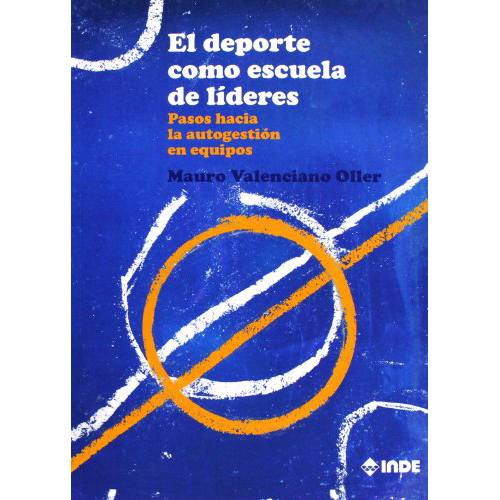 El deporte
como escuela
de líderes
Pasos hacia
la autogestión
en equipos
Mauro Valenciano Oller
INDE